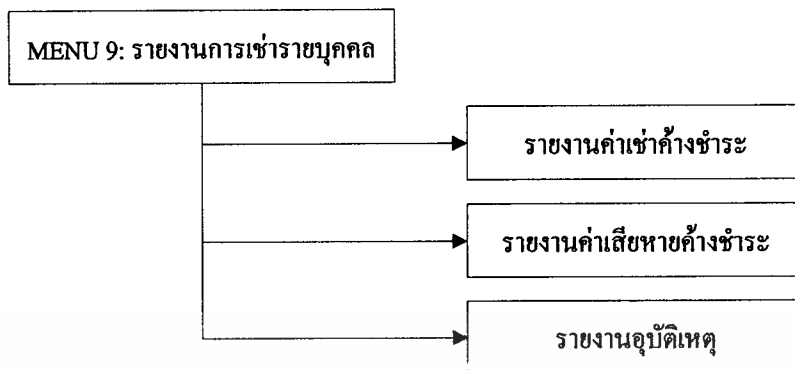 MENU 9: รายงานการเช่ารายบุคคล
รายงานค่าเช่าค้างชำระ
รายงานค่าเสียหายค้างชำระ
รายงานอุบัติเหตุ